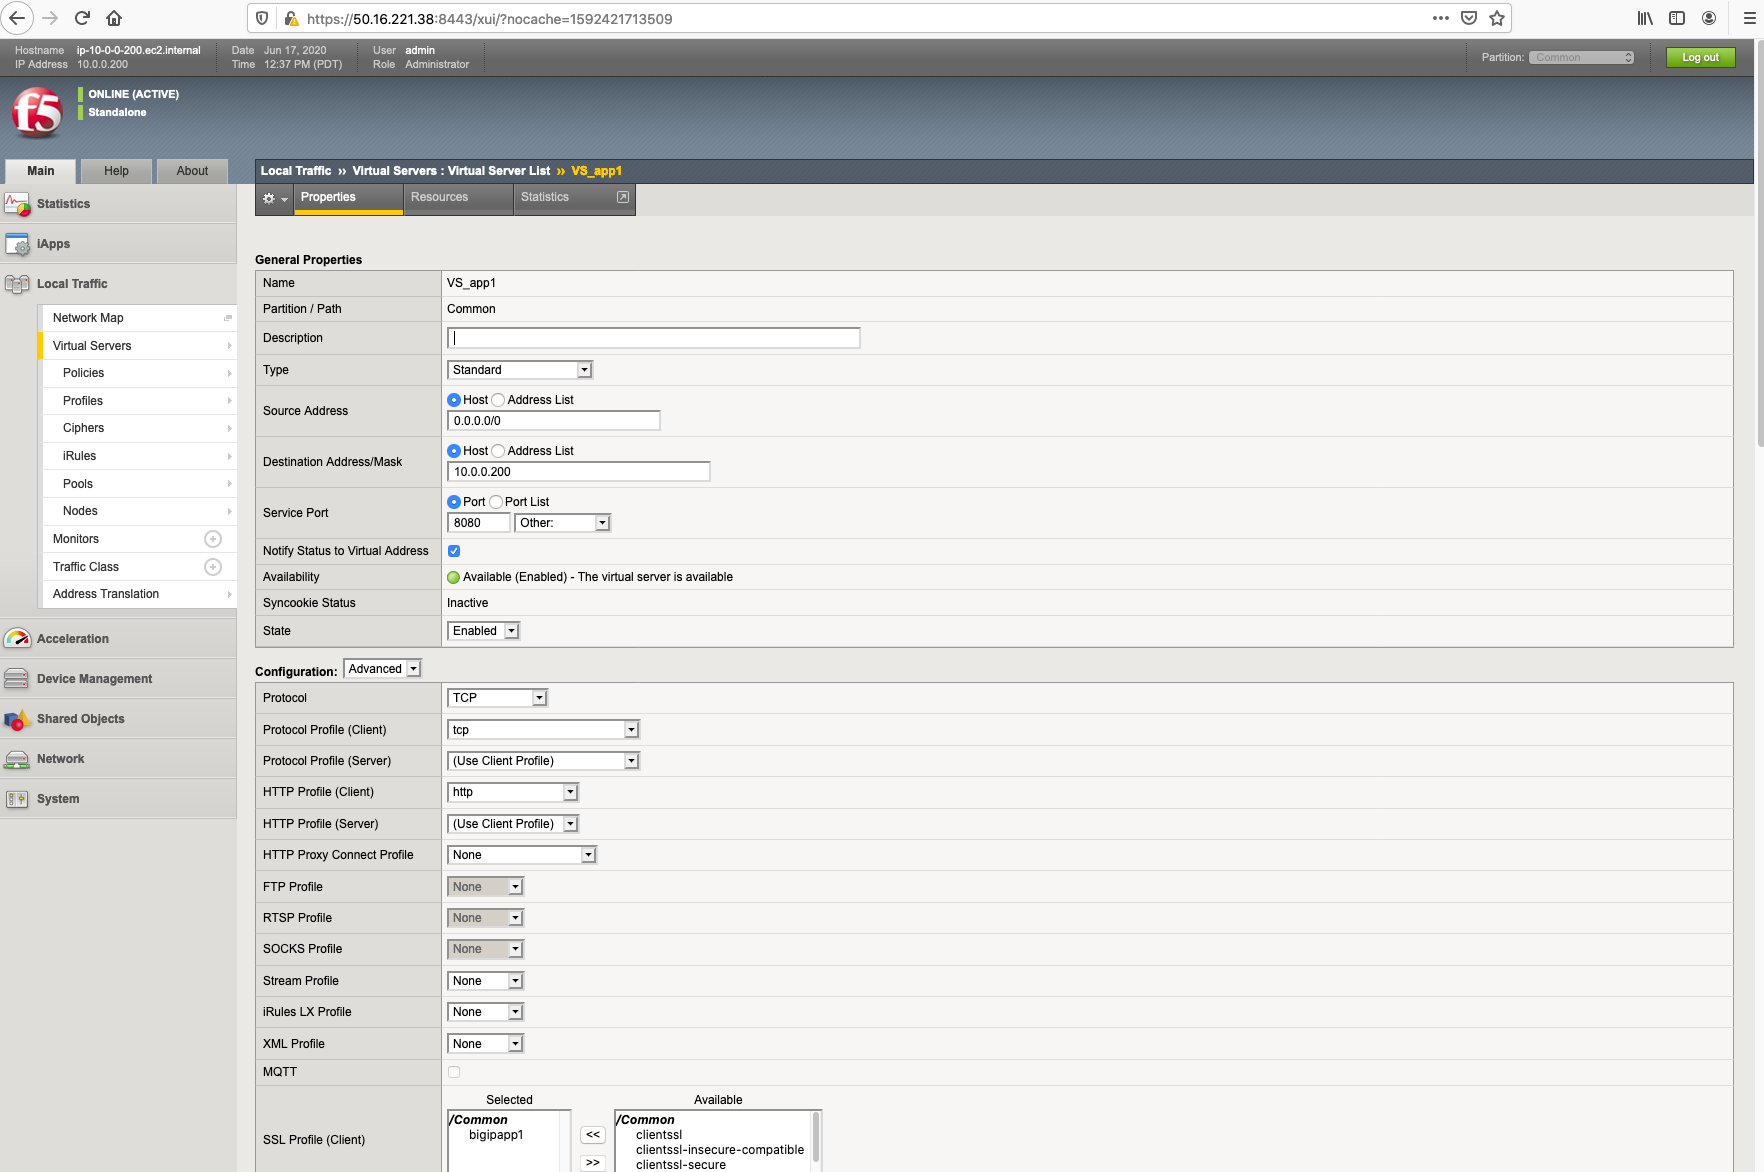 https://50.16.221.38:8443/xui/?nocache=1592421713509
Hostname ip-10-0-0-200.ec2.internal Date Jun 17, 2020 User admin
IP Address 10.0.0.200 Time 12:37 PM (PDT) Role Administrator
Partition: Common Log out
f5
ONLINE (ACTIVE)
Standalone
Main Help About
Local Traffic ›› Virtual Servers : Virtual Server List ›› VS_app1
Properties Resources Statistics
Statistics
iApps
Local Traffic
Network Map
Virtual Servers
Policies
Profiles
Ciphers
iRules
Pools
Nodes
Monitors
Traffic Class
Address Translation
Acceleration
Device Management
Shared Objects
Network
System
General Properties
Name VS_app1
Partition / Path Common
Description
Type Standard
Source Address Host Address List
0.0.0.0/0
Destination Address/Mask Host Address List
10.0.0.200
Service Port Port Port List
8080 Other:
Notify Status to Virtual Address
Availability Available (Enabled) - The virtual server is available
Syncookie Status Inactive
State Enabled
Configuration: Advanced
Protocol TCP
Protocol Profile (Client) tcp
Protocol Profile (Server) (Use Client Profile)
HTTP Profile (Client) http
HTTP Profile (Server) (Use Client Profile)
HTTP Proxy Connect Profile None
FTP Profile None
RTSP Profile None
SOCKS Profile None
Stream Profile None
iRules LX Profile None
XML Profile None
MQTT
SSL Profile (Client)
Selected Available
/Common /Common
bigipapp1 << clientssl
clientssl-insecure-compatible
>> clientssl-secure